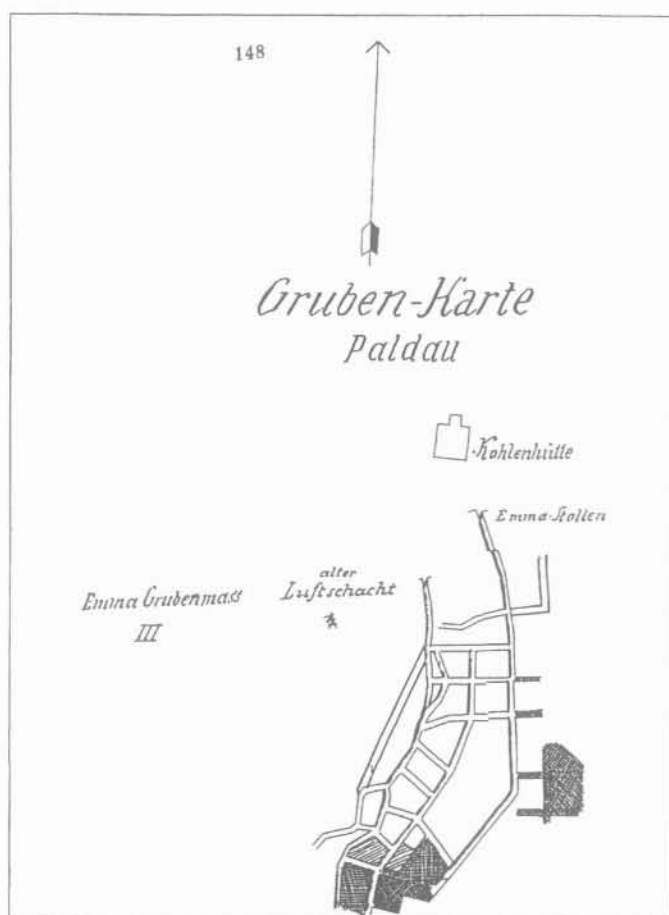 148
Gruben-Karte
Paldau
Kohlenhütte
Emma-Stollen
alter
Luftschacht
Emma Grubenmass
III